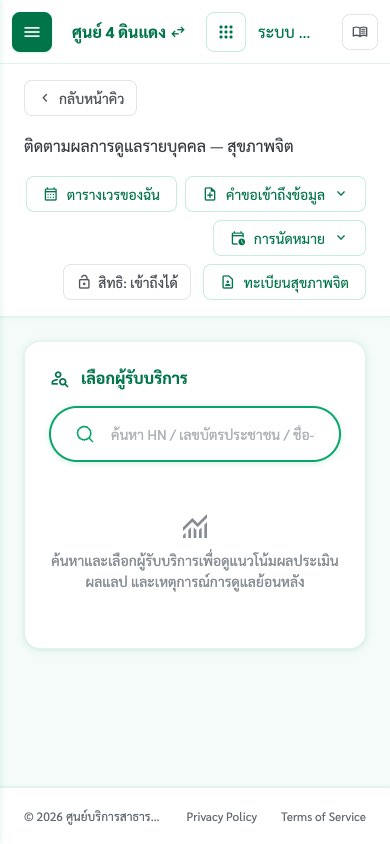 ศูนย์ 4 ดินแดง
ระบบ ...
กลับหน้าคิว
ติดตามผลการดูแลรายบุคคล — สุขภาพจิต
ตารางเวรของฉัน
คำขอเข้าถึงข้อมูล
การนัดหมาย
สิทธิ: เข้าถึงได้
ทะเบียนสุขภาพจิต
เลือกผู้รับบริการ
ค้นหา HN / เลขบัตรประชาชน / ชื่อ-
ค้นหาและเลือกผู้รับบริการเพื่อดูแนวโน้มผลประเมิน
ผลแลป และเหตุการณ์การดูแลย้อนหลัง
© 2026 ศูนย์บริการสาธาร...
Privacy Policy
Terms of Service